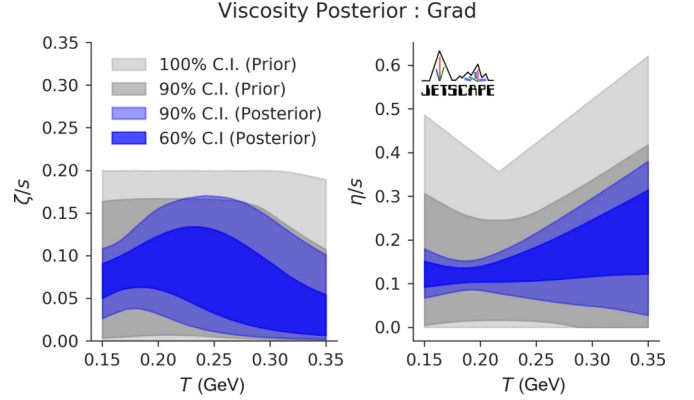 Viscosity Posterior : Grad
0.35
0.30
0.25
0.20
0.15
0.10
0.05
0.00
ζ/s
100% C.I. (Prior)
90% C.I. (Prior)
90% C.I. (Posterior)
60% C.I (Posterior)
0.15 0.20 0.25 0.30 0.35
T (GeV)
JETSCAPE
0.6
0.5
0.4
0.3
0.2
0.1
0.0
η/s
0.15 0.20 0.25 0.30 0.35
T (GeV)